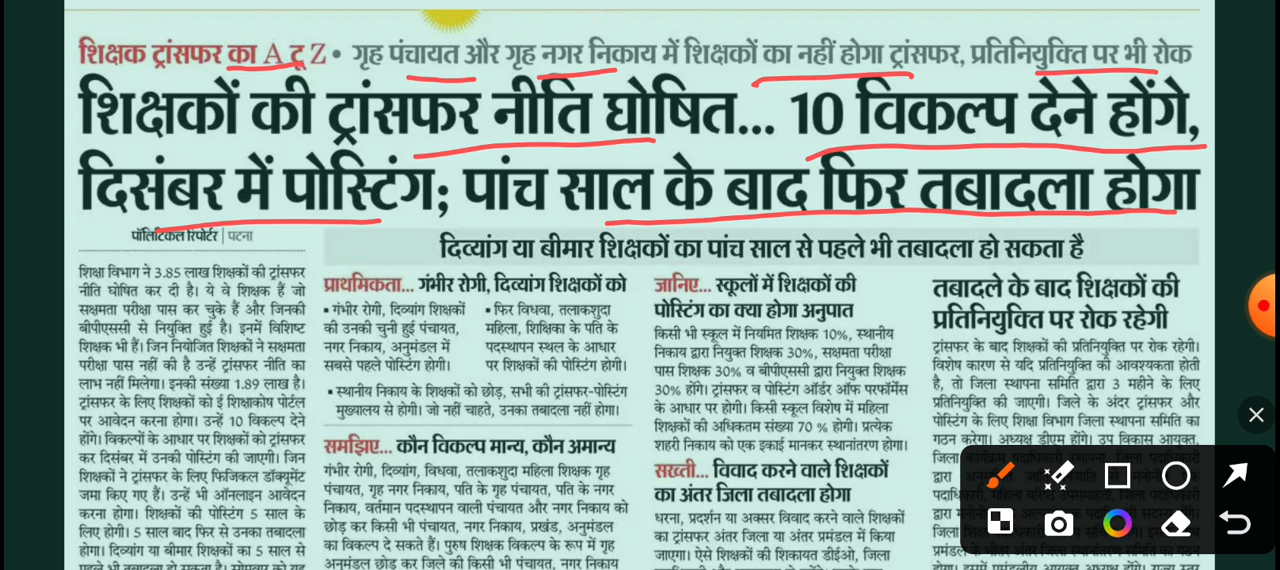 शिक्षक ट्रांसफर का A टू Z • गृह पंचायत और गृह नगर निकाय में शिक्षकों का नहीं होगा ट्रांसफर, प्रतिनियुक्ति पर भी रोक
शिक्षकों की ट्रांसफर नीति घोषित... 10 विकल्प देने होंगे,
दिसंबर में पोस्टिंग; पांच साल के बाद फिर तबादला होगा
पॉलिटिकल रिपोर्टर | पटना
शिक्षा विभाग ने 3.85 लाख शिक्षकों की ट्रांसफर
नीति घोषित कर दी है। ये वे शिक्षक हैं जो
सक्षमता परीक्षा पास कर चुके हैं और जिनकी
बीपीएससी से नियुक्ति हुई है। इनमें विशिष्ट
शिक्षक भी हैं। जिन नियोजित शिक्षकों ने सक्षमता
परीक्षा पास नहीं की है उन्हें ट्रांसफर नीति का
लाभ नहीं मिलेगा। इनकी संख्या 1.89 लाख है।
ट्रांसफर के लिए शिक्षकों को ई शिक्षाकोष पोर्टल
पर आवेदन करना होगा। उन्हें 10 विकल्प देने
होंगे। विकल्पों के आधार पर शिक्षकों को ट्रांसफर
कर दिसंबर में उनकी पोस्टिंग की जाएगी। जिन
शिक्षकों ने ट्रांसफर के लिए फिजिकल डॉक्यूमेंट
जमा किए गए हैं। उन्हें भी ऑनलाइन आवेदन
करना होगा। शिक्षकों की पोस्टिंग 5 साल के
लिए होगी। 5 साल बाद फिर से उनका तबादला
होगा। दिव्यांग या बीमार शिक्षकों का 5 साल से
पहले भी तबादला हो सकता है। सोमवार को यह
दिव्यांग या बीमार शिक्षकों का पांच साल से पहले भी तबादला हो सकता है
प्राथमिकता... गंभीर रोगी, दिव्यांग शिक्षकों को
▪ गंभीर रोगी, दिव्यांग शिक्षकों
की उनकी चुनी हुई पंचायत,
नगर निकाय, अनुमंडल में
सबसे पहले पोस्टिंग होगी।
▪ फिर विधवा, तलाकशुदा
महिला, शिक्षिका के पति के
पदस्थापन स्थल के आधार
पर शिक्षकों की पोस्टिंग होगी।
▪ स्थानीय निकाय के शिक्षकों को छोड़, सभी की ट्रांसफर-पोस्टिंग
मुख्यालय से होगी। जो नहीं चाहते, उनका तबादला नहीं होगा।
समझिए... कौन विकल्प मान्य, कौन अमान्य
गंभीर रोगी, दिव्यांग, विधवा, तलाकशुदा महिला शिक्षक गृह
पंचायत, गृह नगर निकाय, पति के गृह पंचायत, पति के नगर
निकाय, वर्तमान पदस्थापन वाली पंचायत और नगर निकाय को
छोड़ कर किसी भी पंचायत, नगर निकाय, प्रखंड, अनुमंडल
का विकल्प दे सकते हैं। पुरुष शिक्षक विकल्प के रूप में गृह
अनुमंडल छोड़ कर जिले की किसी भी पंचायत, नगर निकाय
जानिए... स्कूलों में शिक्षकों की
पोस्टिंग का क्या होगा अनुपात
किसी भी स्कूल में नियमित शिक्षक 10%, स्थानीय
निकाय द्वारा नियुक्त शिक्षक 30%, सक्षमता परीक्षा
पास शिक्षक 30% व बीपीएससी द्वारा नियुक्त शिक्षक
30% होंगे। ट्रांसफर व पोस्टिंग ऑर्डर ऑफ परफॉर्मेंस
के आधार पर होगी। किसी स्कूल विशेष में महिला
शिक्षकों की अधिकतम संख्या 70 % होगी। प्रत्येक
शहरी निकाय को एक इकाई मानकर स्थानांतरण होगा।
सख्ती... विवाद करने वाले शिक्षकों
का अंतर जिला तबादला होगा
धरना, प्रदर्शन या अक्सर विवाद करने वाले शिक्षकों
का ट्रांसफर अंतर जिला या अंतर प्रमंडल में किया
जाएगा। ऐसे शिक्षकों की शिकायत डीईओ, जिला
तबादले के बाद शिक्षकों की
प्रतिनियुक्ति पर रोक रहेगी
ट्रांसफर के बाद शिक्षकों की प्रतिनियुक्ति पर रोक रहेगी।
विशेष कारण से यदि प्रतिनियुक्ति की आवश्यकता होती
है, तो जिला स्थापना समिति द्वारा 3 महीने के लिए
प्रतिनियुक्ति की जाएगी। जिले के अंदर ट्रांसफर और
पोस्टिंग के लिए शिक्षा विभाग जिला स्थापना समिति का
गठन करेगा। अध्यक्ष डीएम होंगे। उप विकास आयुक्त,
जिला
द्वारा